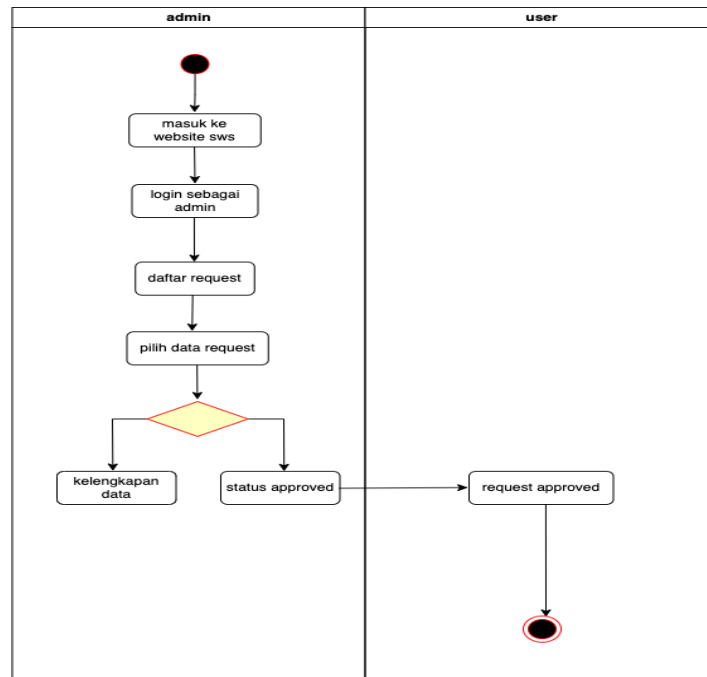 admin
user
masuk ke
website sws
login sebagai
admin
daftar request
pilih data request
kelengkapan
data
status approved
request approved